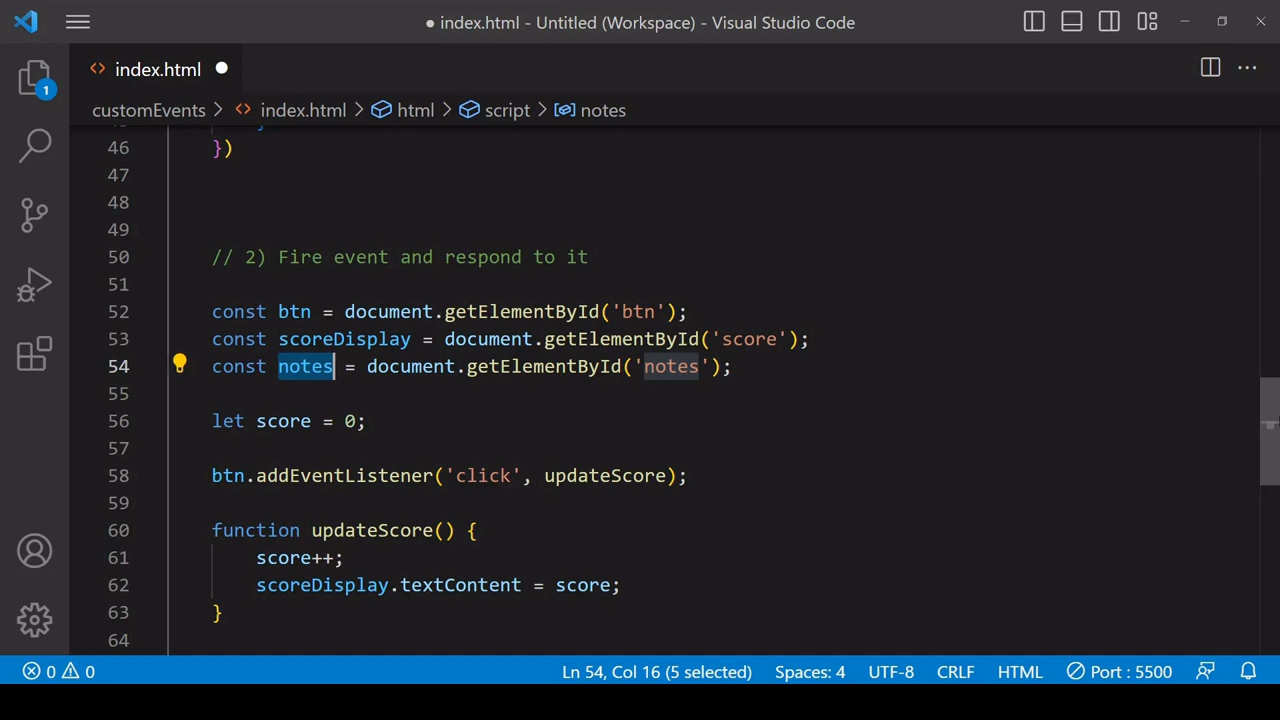 ● index.html - Untitled (Workspace) - Visual Studio Code
<> index.html ●
1
customEvents > <> index.html > html > script > notes
46 })
47
48
49
50 // 2) Fire event and respond to it
51
52 const btn = document.getElementById('btn');
53 const scoreDisplay = document.getElementById('score');
54 const notes = document.getElementById('notes');
55
56 let score = 0;
57
58 btn.addEventListener('click', updateScore);
59
60 function updateScore() {
61 score++;
62 scoreDisplay.textContent = score;
63 }
64
0 0 Ln 54, Col 16 (5 selected) Spaces: 4 UTF-8 CRLF HTML Port : 5500